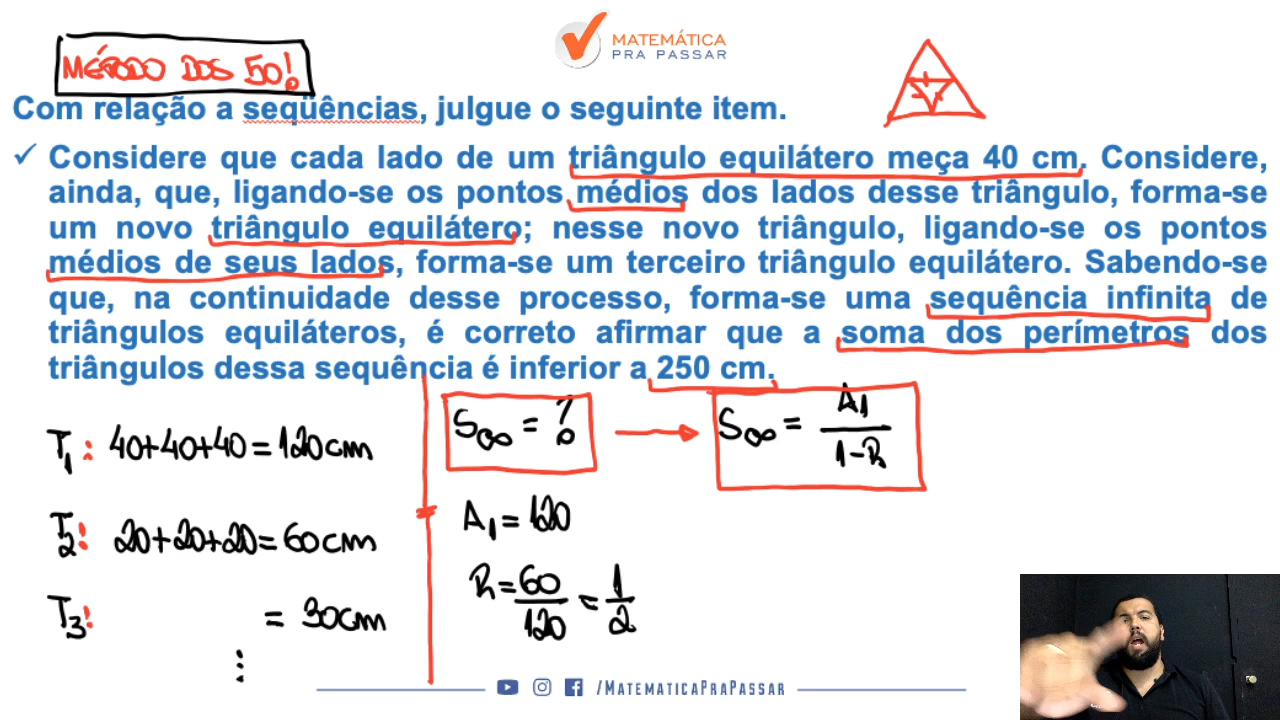 MATEMÁTICA
PRA PASSAR
MÉTODO DOS 50!
Com relação a seqüências, julgue o seguinte item.
✓ Considere que cada lado de um triângulo equilátero meça 40 cm. Considere,
ainda, que, ligando-se os pontos médios dos lados desse triângulo, forma-se
um novo triângulo equilátero; nesse novo triângulo, ligando-se os pontos
médios de seus lados, forma-se um terceiro triângulo equilátero. Sabendo-se
que, na continuidade desse processo, forma-se uma sequência infinita de
triângulos equiláteros, é correto afirmar que a soma dos perímetros dos
triângulos dessa sequência é inferior a 250 cm.
S∞ = ? → S∞ = A₁/(1-R)
T₁: 40+40+40=120cm
A₁=120
T₂: 20+20+20=60cm
R=60/120=1/2
T₃: = 30cm
⋮
/MatematicaPraPassar